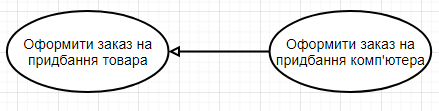 Оформити заказ на
придбання товара
Оформити заказ на
придбання комп'ютера